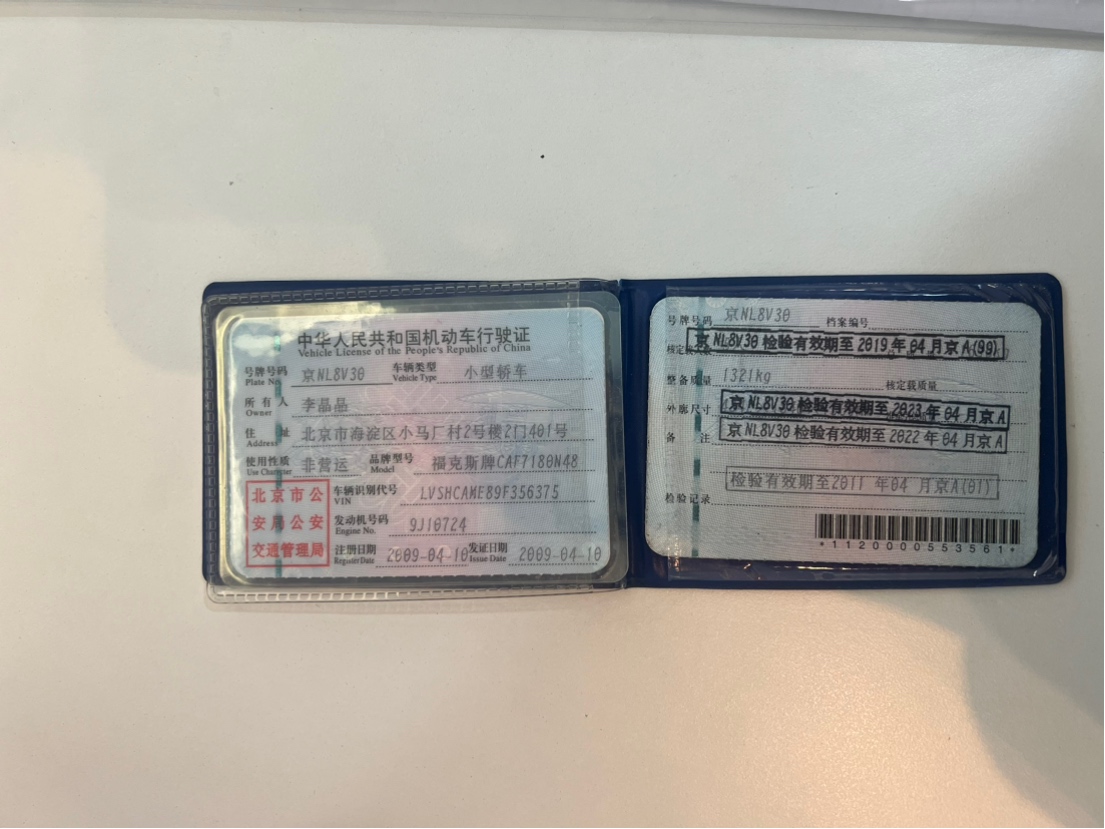 中华人民共和国机动车行驶证
Vehicle License of the People's Republic of China
号牌号码 京NL8V30 车辆类型 小型轿车
Plate No. Vehicle Type
所有人 李晶晶
Owner
住址 北京市海淀区小马厂村2号楼2门401号
Address
使用性质 非营运 品牌型号 福克斯牌CAF7180N48
Use Character Model
北京市公安局公安交通管理局
车辆识别代号 LVSHCAME89F356375
VIN
发动机号码 9J10724
Engine No.
注册日期 2009-04-10 发证日期 2009-04-10
Register Date Issue Date
号牌号码 京NL8V30 档案编号
京NL8V30 检验有效期至2019年04月京A(99)
整备质量 1321kg 核定载质量
外廓尺寸 京NL8V30 检验有效期至2023年04月京A
备注 京NL8V30 检验有效期至2022年04月京A
检验有效期至2011年04月京A(01)
检验记录
*1120000553561*